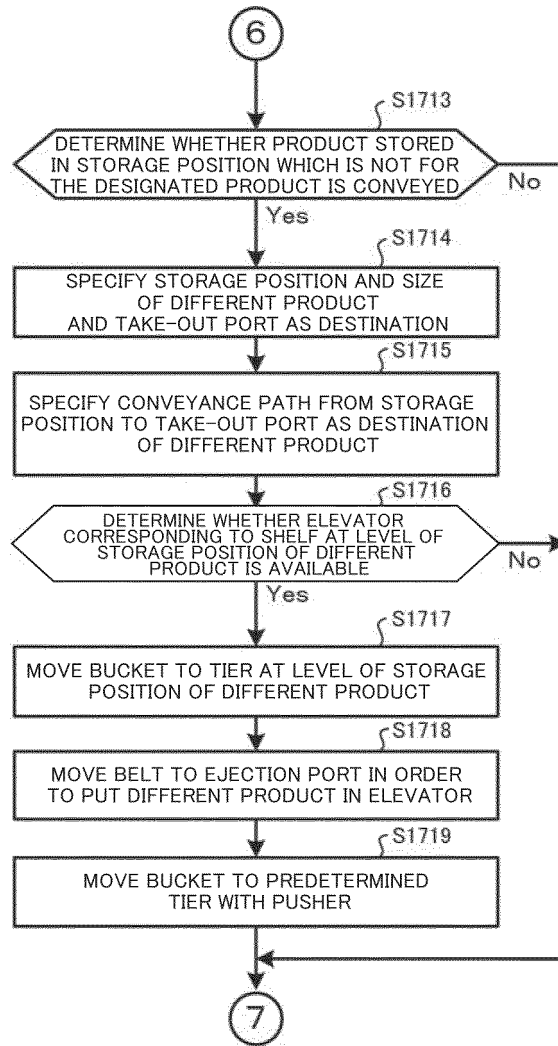 6
S1713
DETERMINE WHETHER PRODUCT STORED
IN STORAGE POSITION WHICH IS NOT FOR
THE DESIGNATED PRODUCT IS CONVEYED
No
Yes
S1714
SPECIFY STORAGE POSITION AND SIZE
OF DIFFERENT PRODUCT
AND TAKE-OUT PORT AS DESTINATION
S1715
SPECIFY CONVEYANCE PATH FROM STORAGE
POSITION TO TAKE-OUT PORT AS DESTINATION
OF DIFFERENT PRODUCT
S1716
DETERMINE WHETHER ELEVATOR
CORRESPONDING TO SHELF AT LEVEL OF
STORAGE POSITION OF DIFFERENT
PRODUCT IS AVAILABLE
No
Yes
S1717
MOVE BUCKET TO TIER AT LEVEL OF STORAGE
POSITION OF DIFFERENT PRODUCT
S1718
MOVE BELT TO EJECTION PORT IN ORDER
TO PUT DIFFERENT PRODUCT IN ELEVATOR
S1719
MOVE BUCKET TO PREDETERMINED
TIER WITH PUSHER
7